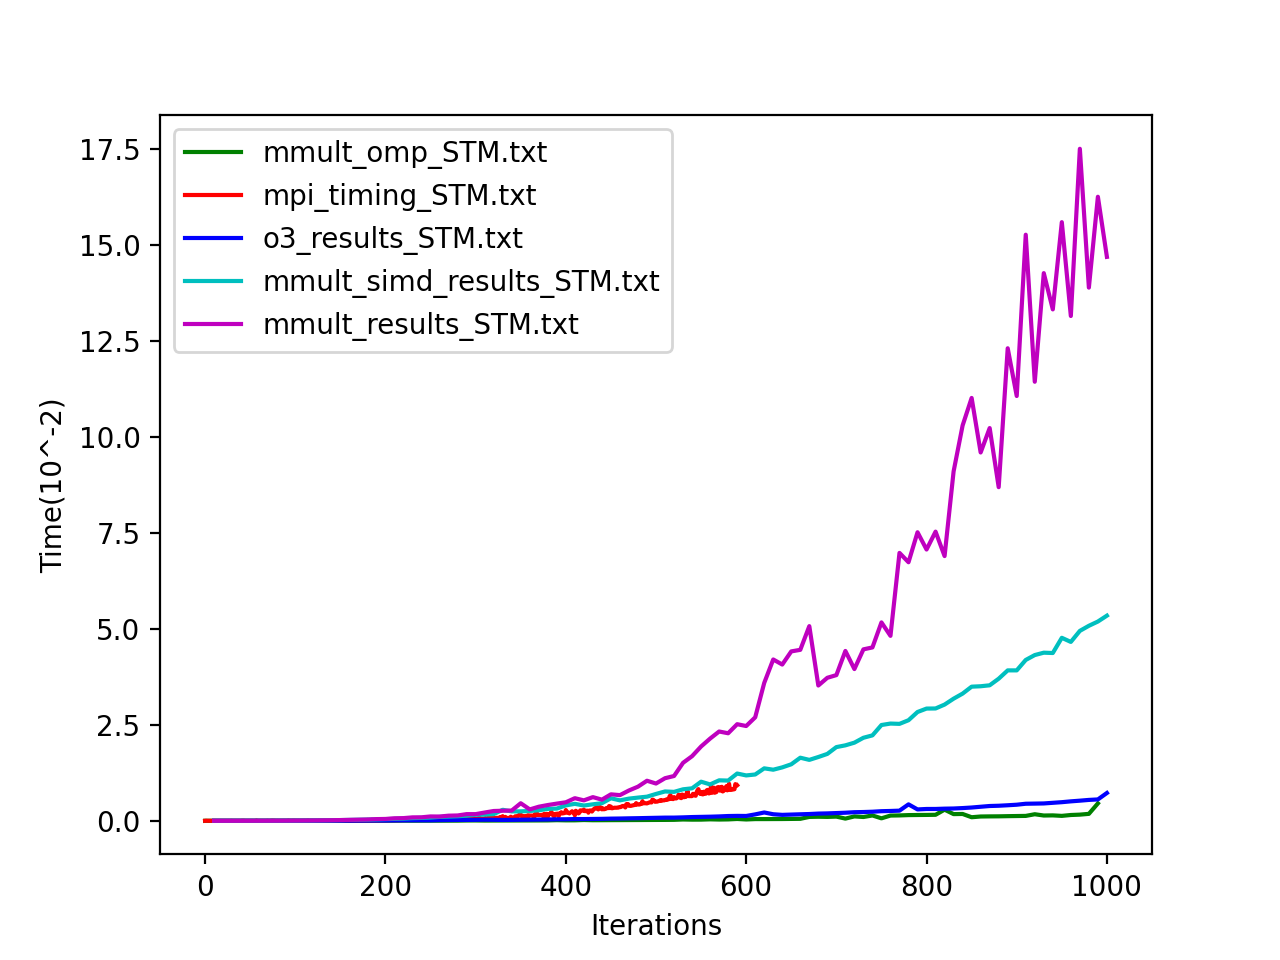 mmult_omp_STM.txt
mpi_timing_STM.txt
o3_results_STM.txt
mmult_simd_results_STM.txt
mmult_results_STM.txt
17.5
15.0
12.5
10.0
7.5
5.0
2.5
0.0
Time(10^-2)
0 200 400 600 800 1000
Iterations